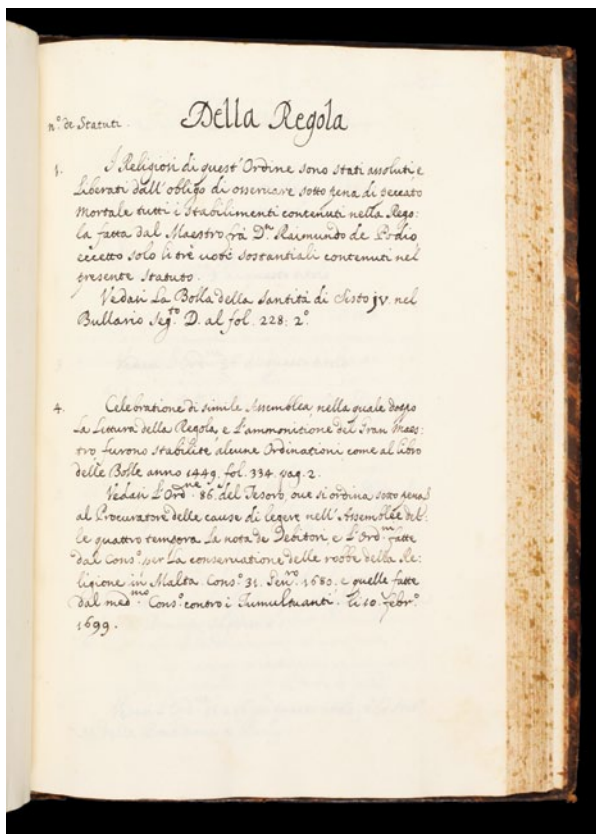 n.º de Statuti.
Della Regola
1. I Religiosi di quest'Ordine sono stati assoluti e
Liberati dall'obligo di osservare sotto pena di peccato
mortale tutti i stabilimenti contenuti nella Rego:
la fatta dal Maestro frà D.n Raimundo de Podio
eccetto solo li trè voti sostantiali contenuti nel
presente Statuto.
Vedasi La Bolla della Santità di Sisto jv. nel
Bullario Seg.to D. al fol. 228: 2º.
4. Celebratione di simile Assemblea nella quale doppo
La Lettura della Regola, e L'ammonitione del Gran Maes:
tro furono stabilite alcune Ordinationi come al libro
delle Bolle anno 1449. fol. 334. pag. 2.
Vedasi L'Ord.ne 86. del Tesoro, ove si ordina sotto pena
al Procuratore delle cause di legere nell'Assemblee del:
le quattro tempora La nota de Debitori e L'Ord.m fatte
dal Cons.º per La conservatione delle robbe della Re:
ligione in Malta. Cons.º 31. Gen.ro 1680. e quelle fatte
dal med.mo Cons.º contro i Tumultuanti. li 10. febr.º
1699.